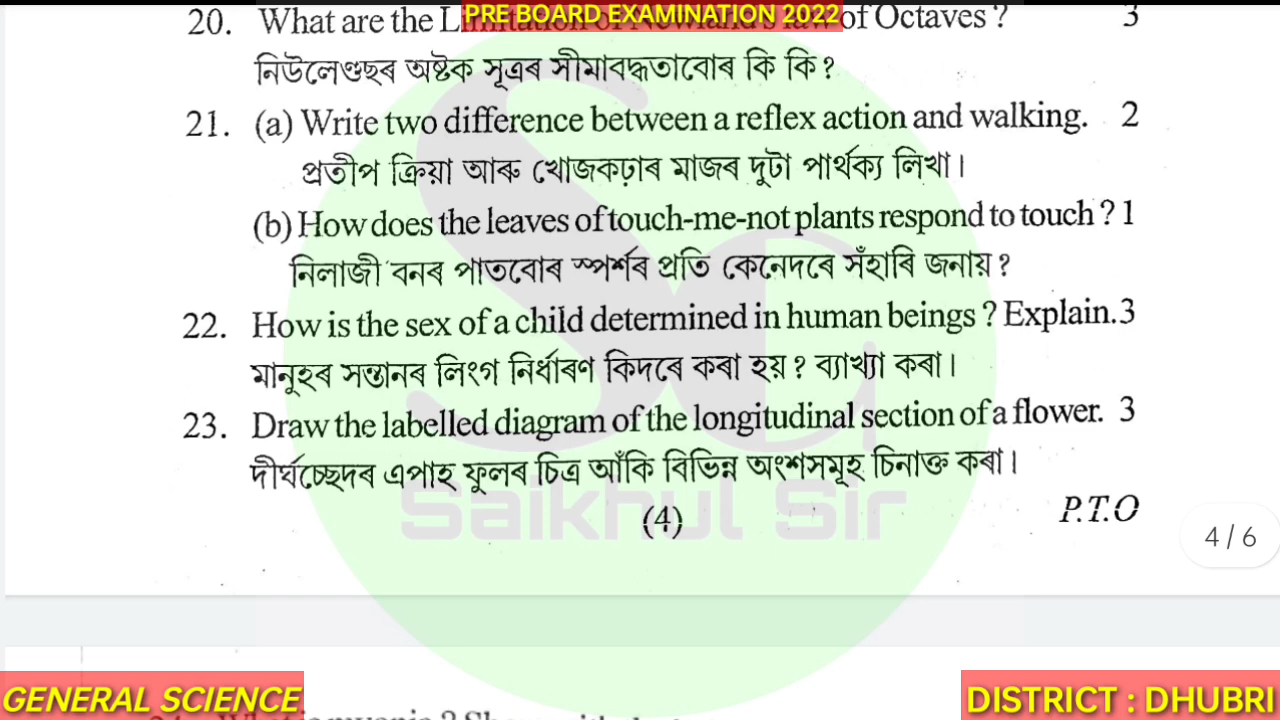 PRE BOARD EXAMINATION 2022
20. What are the Limitation of Newland's law of Octaves ? 3
নিউলেণ্ডছৰ অষ্টক সূত্ৰৰ সীমাবদ্ধতাবোৰ কি কি ?
21. (a) Write two difference between a reflex action and walking. 2
প্ৰতীপ ক্ৰিয়া আৰু খোজকঢ়াৰ মাজৰ দুটা পাৰ্থক্য লিখা।
(b) How does the leaves of touch-me-not plants respond to touch ? 1
নিলাজী বনৰ পাতবোৰ স্পৰ্শৰ প্ৰতি কেনেদৰে সঁহাৰি জনায় ?
22. How is the sex of a child determined in human beings ? Explain. 3
মানুহৰ সন্তানৰ লিংগ নিৰ্ধাৰণ কিদৰে কৰা হয় ? ব্যাখ্যা কৰা।
23. Draw the labelled diagram of the longitudinal section of a flower. 3
দীৰ্ঘচ্ছেদৰ এপাহ ফুলৰ চিত্ৰ আঁকি বিভিন্ন অংশসমূহ চিনাক্ত কৰা।
Saikhul Sir
(4)
P.T.O
4 / 6
GENERAL SCIENCE
DISTRICT : DHUBRI